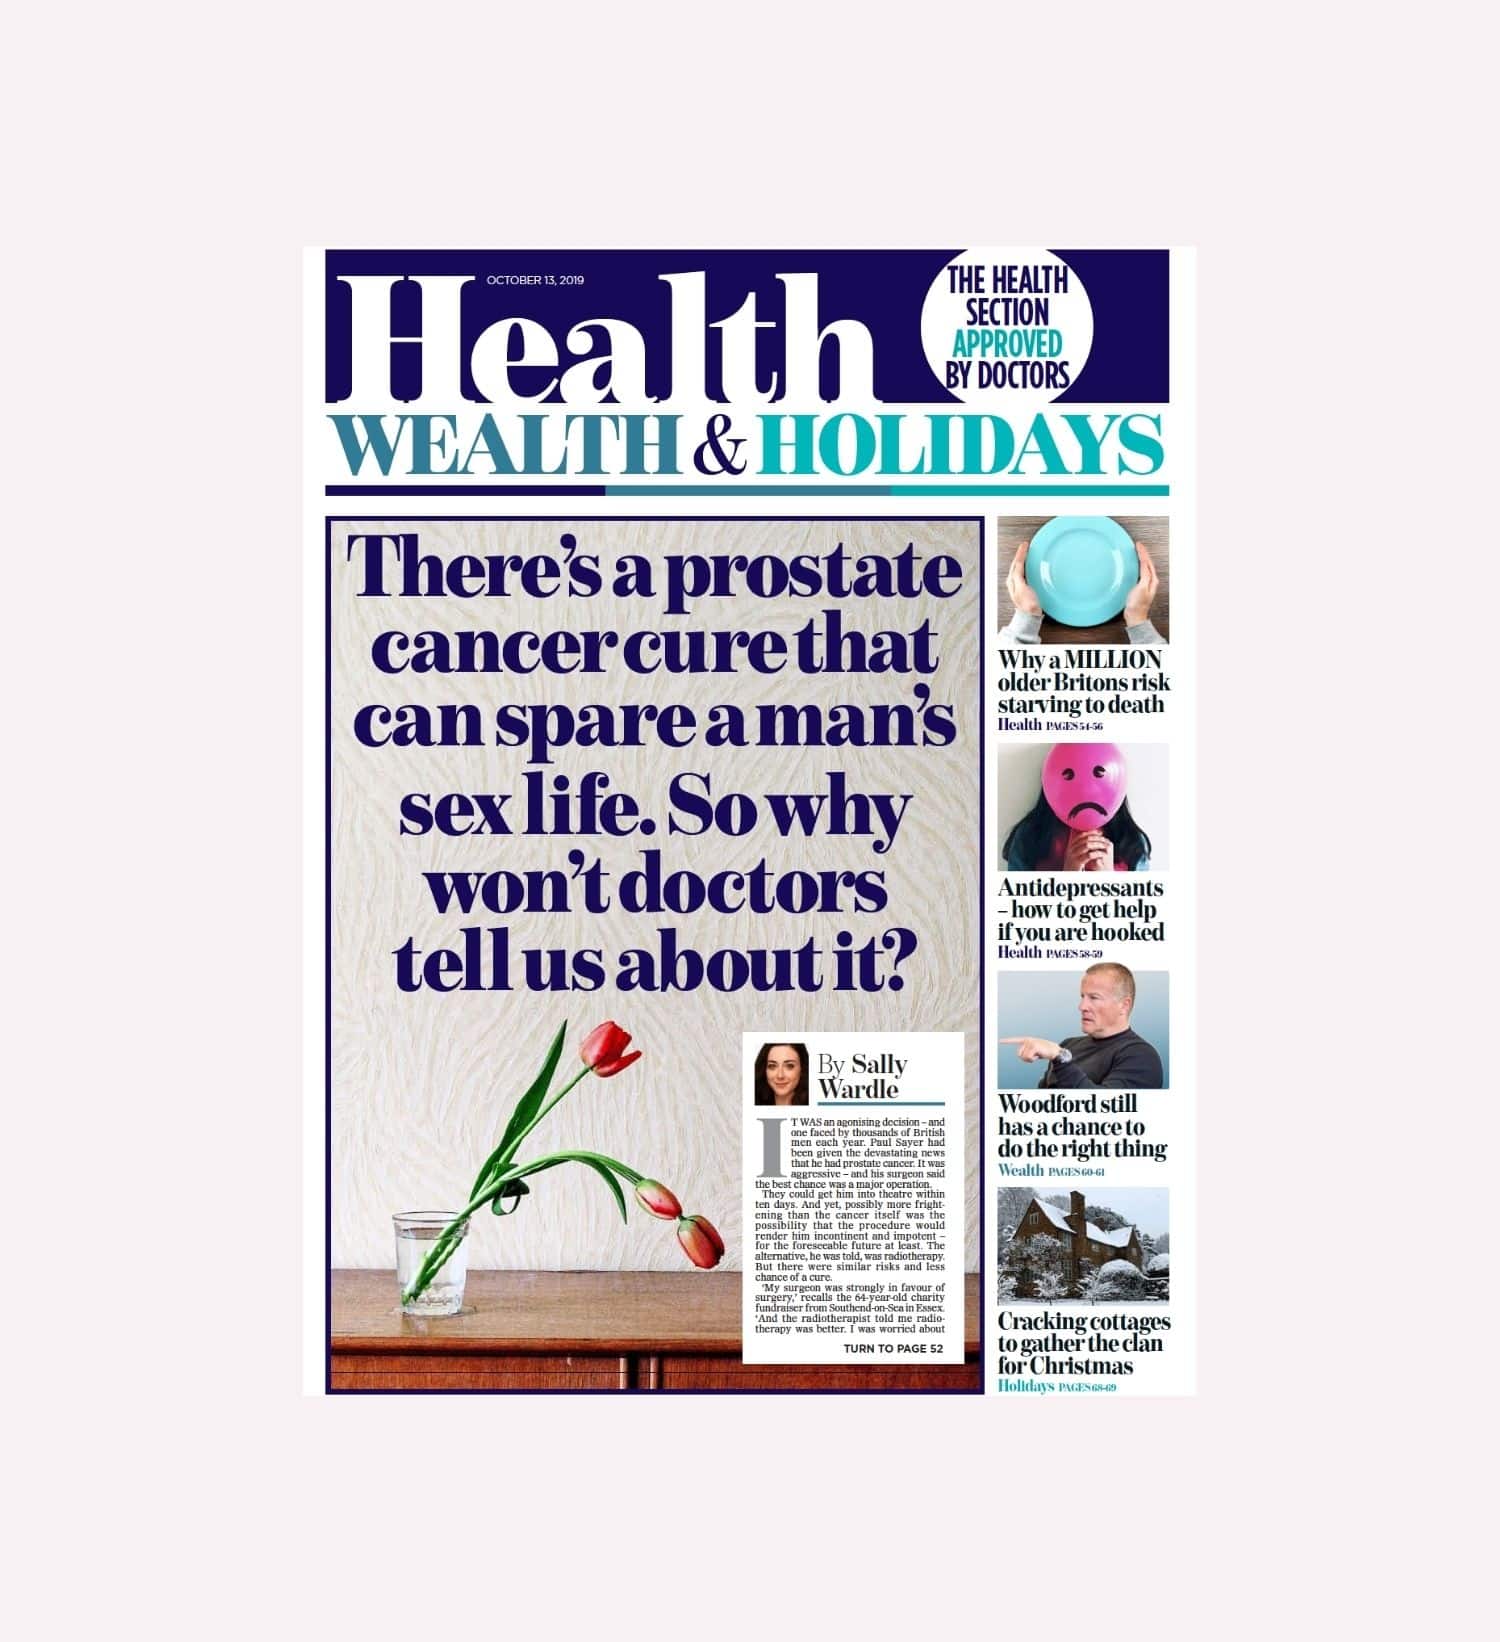 OCTOBER 13, 2019
Health
THE HEALTH
SECTION
APPROVED
BY DOCTORS
WEALTH & HOLIDAYS
There's a prostate
cancer cure that
can spare a man's
sex life. So why
won't doctors
tell us about it?
By Sally
Wardle
IT WAS an agonising decision – and
one faced by thousands of British
men each year. Paul Sayer had
been given the devastating news
that he had prostate cancer. It was
aggressive – and his surgeon said
the best chance was a major operation.
They could get him into theatre within
ten days. And yet, possibly more fright-
ening than the cancer itself was the
possibility that the procedure would
render him incontinent and impotent –
for the foreseeable future at least. The
alternative, he was told, was radiotherapy.
But there were similar risks and less
chance of a cure.
'My surgeon was strongly in favour of
surgery,' recalls the 64-year-old charity
fundraiser from Southend-on-Sea in Essex.
'And the radiotherapist told me radio-
therapy was better. I was worried about
TURN TO PAGE 52
Why a MILLION
older Britons risk
starving to death
Health PAGES 54-56
Antidepressants
– how to get help
if you are hooked
Health PAGES 58-59
Woodford still
has a chance to
do the right thing
Wealth PAGES 60-61
Cracking cottages
to gather the clan
for Christmas
Holidays PAGES 68-69